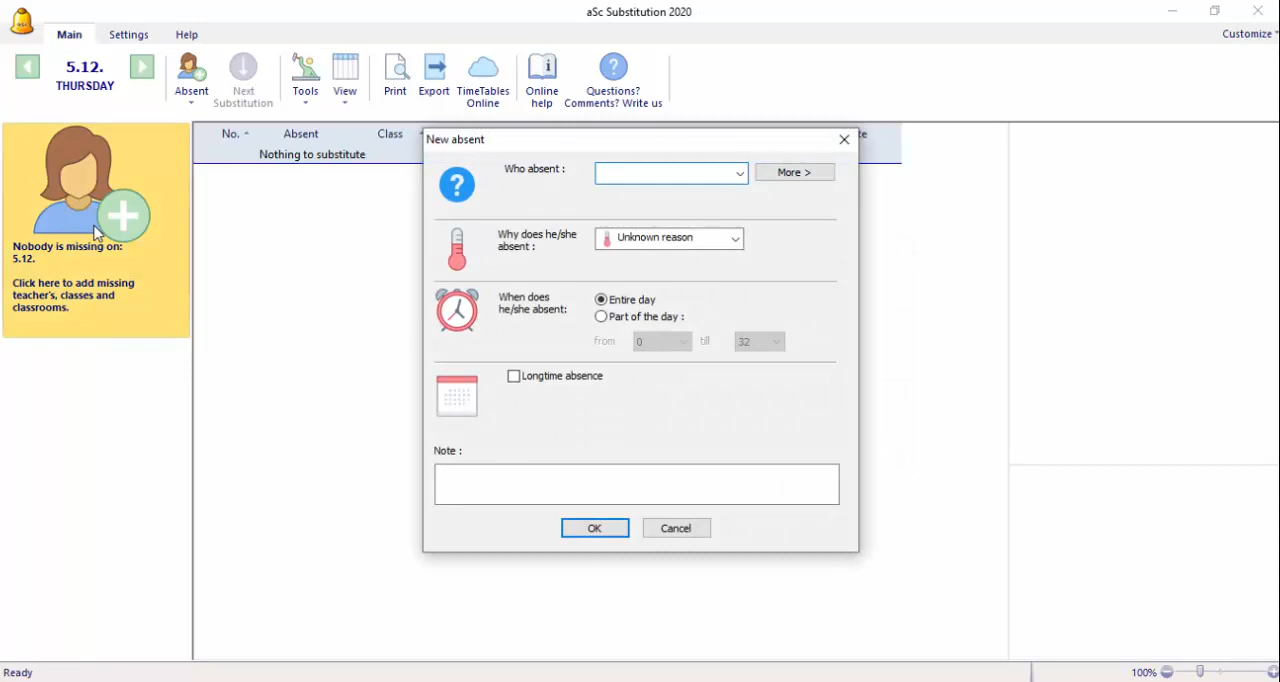 aSc Substitution 2020
Main Settings Help Customize
5.12.
THURSDAY
Absent Next Substitution Tools View Print Export TimeTables Online Online help Questions? Comments? Write us
Nobody is missing on:
5.12.
Click here to add missing
teacher's, classes and
classrooms.
No. Absent Class te
Nothing to substitute
New absent
Who absent : More >
Why does he/she
absent : Unknown reason
When does
he/she absent: Entire day
Part of the day :
from 0 till 32
Longtime absence
Note :
OK Cancel
Ready 100%